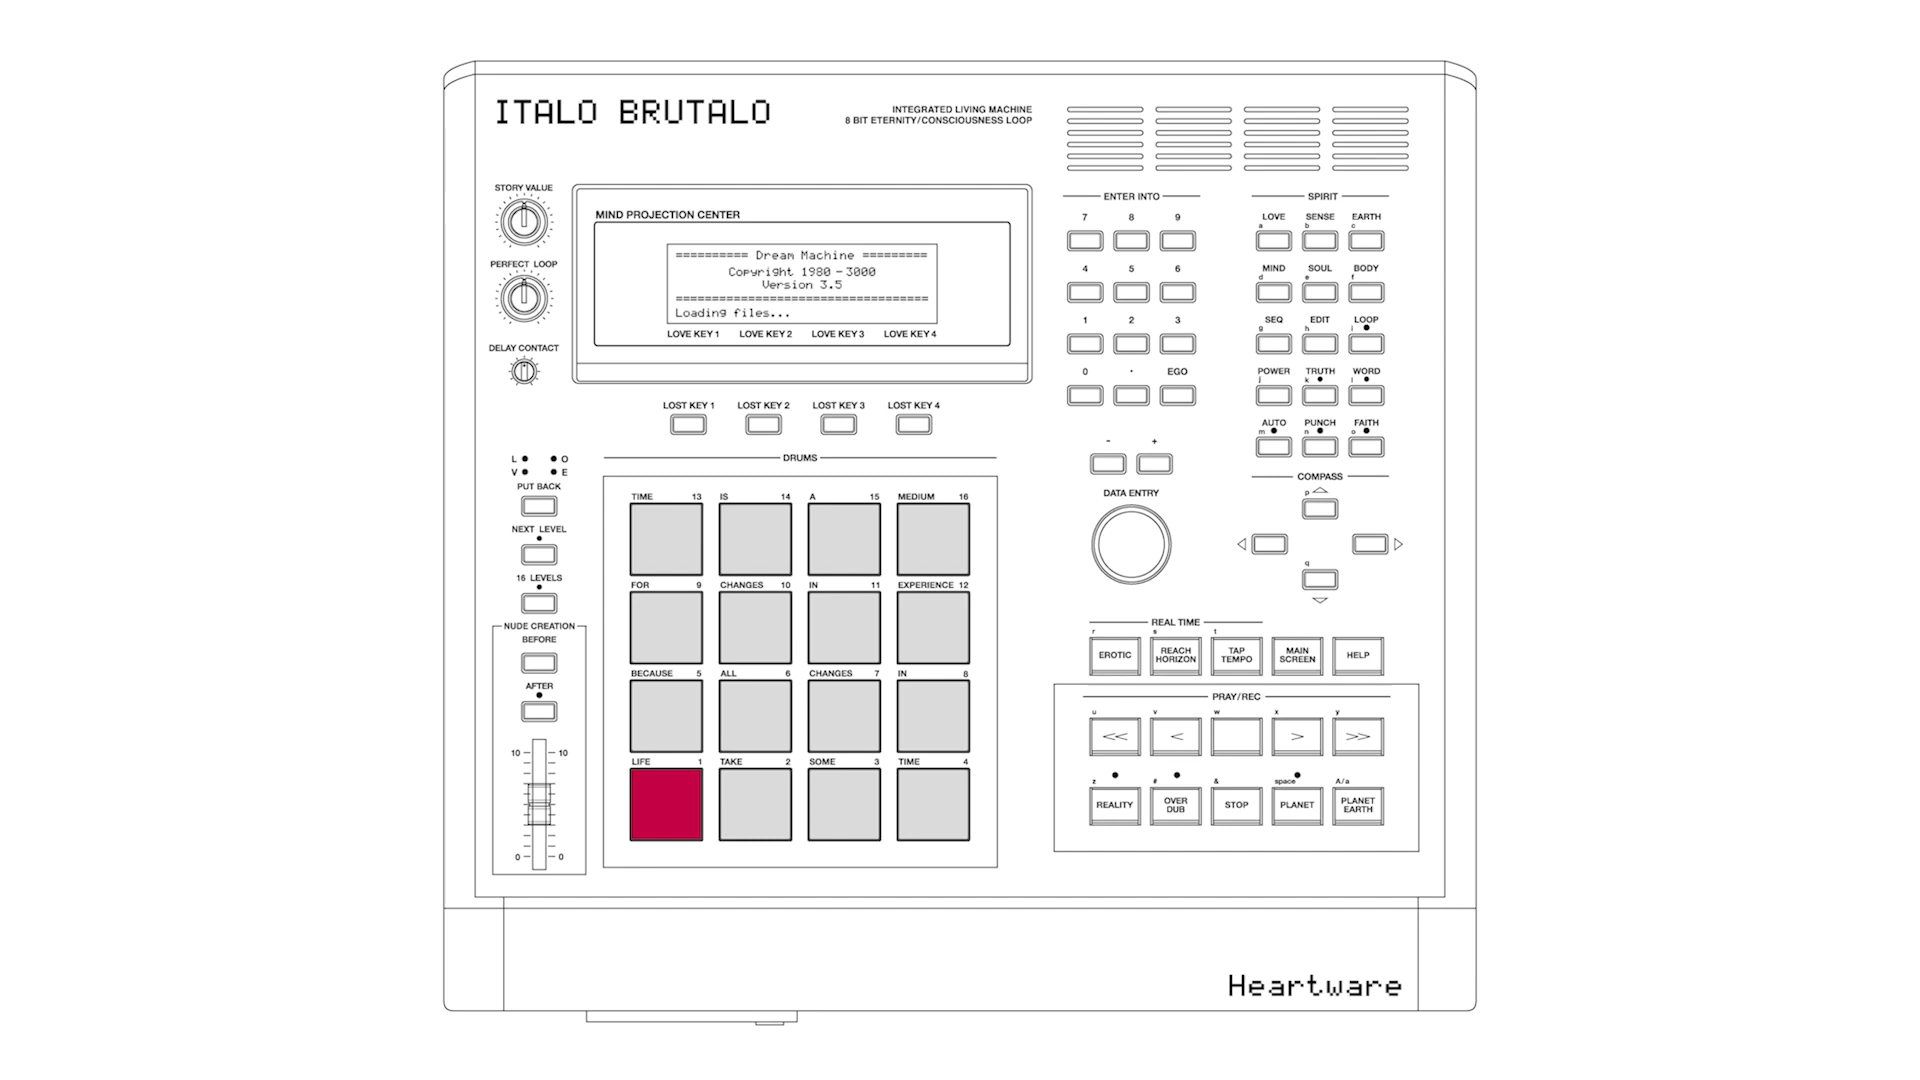 ITALO BRUTALO
INTEGRATED LIVING MACHINE
8 BIT ETERNITY/CONSCIOUSNESS LOOP
STORY VALUE
PERFECT LOOP
DELAY CONTACT
MIND PROJECTION CENTER
========== Dream Machine =========
Copyright 1980 – 3000
Version 3.5
===================================
Loading files...
LOVE KEY 1 LOVE KEY 2 LOVE KEY 3 LOVE KEY 4
LOST KEY 1 LOST KEY 2 LOST KEY 3 LOST KEY 4
L O
V E
PUT BACK
NEXT LEVEL
16 LEVELS
NUDE CREATION
BEFORE
AFTER
10 10
0 0
DRUMS
TIME 13 IS 14 A 15 MEDIUM 16
FOR 9 CHANGES 10 IN 11 EXPERIENCE 12
BECAUSE 5 ALL 6 CHANGES 7 IN 8
LIFE 1 TAKE 2 SOME 3 TIME 4
ENTER INTO
7 8 9
4 5 6
1 2 3
0 · EGO
- +
DATA ENTRY
SPIRIT
LOVE SENSE EARTH
a b c
MIND SOUL BODY
d e f
SEQ EDIT LOOP
g h i
POWER TRUTH WORD
j k l
AUTO PUNCH FAITH
m n o
COMPASS
p
q
REAL TIME
r s t
EROTIC REACH HORIZON TAP TEMPO MAIN SCREEN HELP
PRAY/REC
u v w x y
<< < > >>
z # & space A/a
REALITY OVER DUB STOP PLANET PLANET EARTH
Heartware